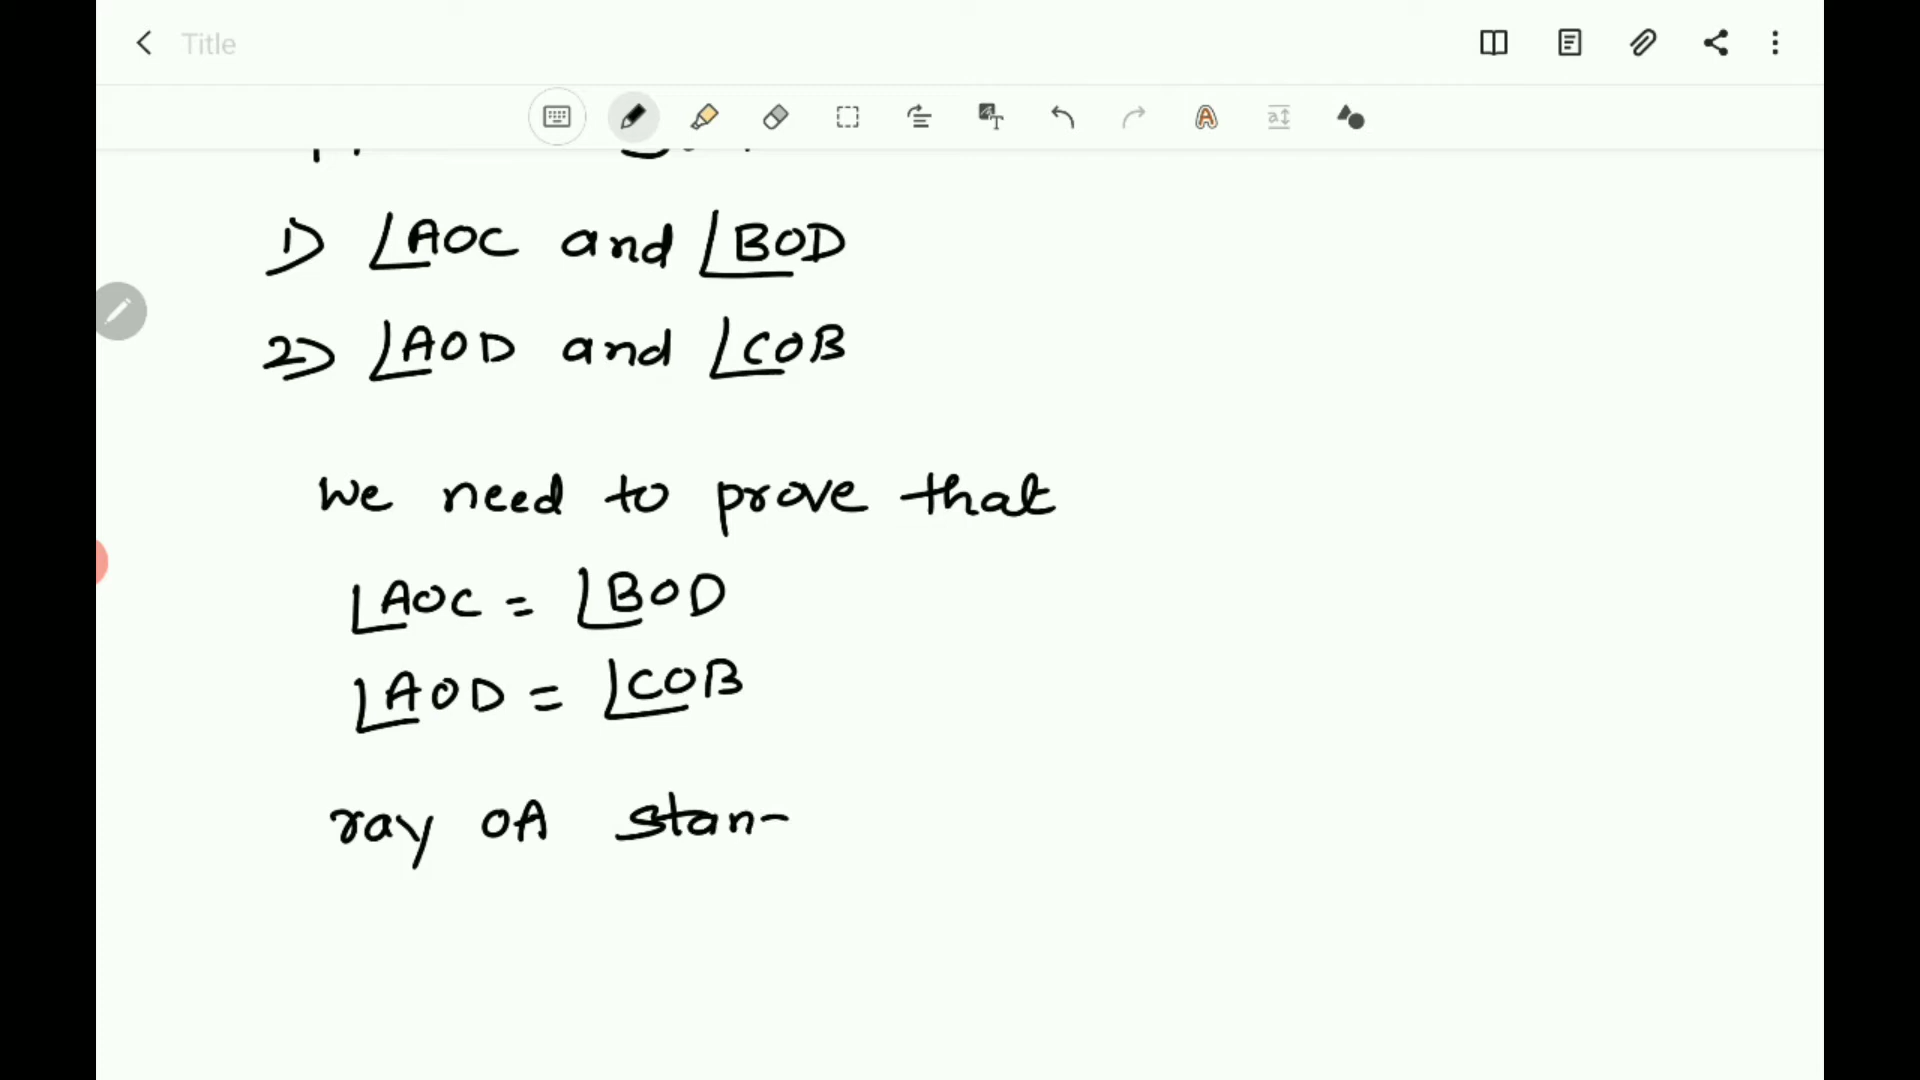 Title
1) ∠AOC and ∠BOD
2) ∠AOD and ∠COB
We need to prove that
∠AOC = ∠BOD
∠AOD = ∠COB
ray OA stan